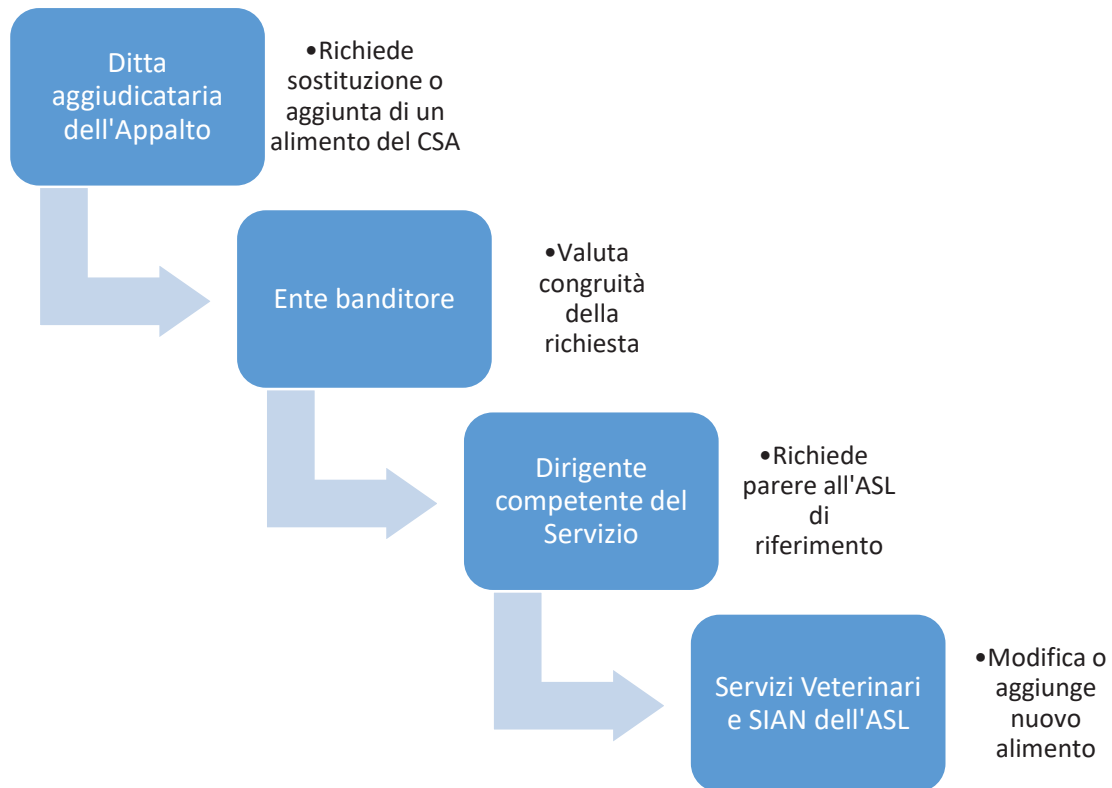 Ditta
aggiudicataria
dell'Appalto
•Richiede
sostituzione o
aggiunta di un
alimento del CSA
Ente banditore
•Valuta
congruità
della
richiesta
Dirigente
competente del
Servizio
•Richiede
parere all'ASL
di
riferimento
Servizi Veterinari
e SIAN dell'ASL
•Modifica o
aggiunge
nuovo
alimento